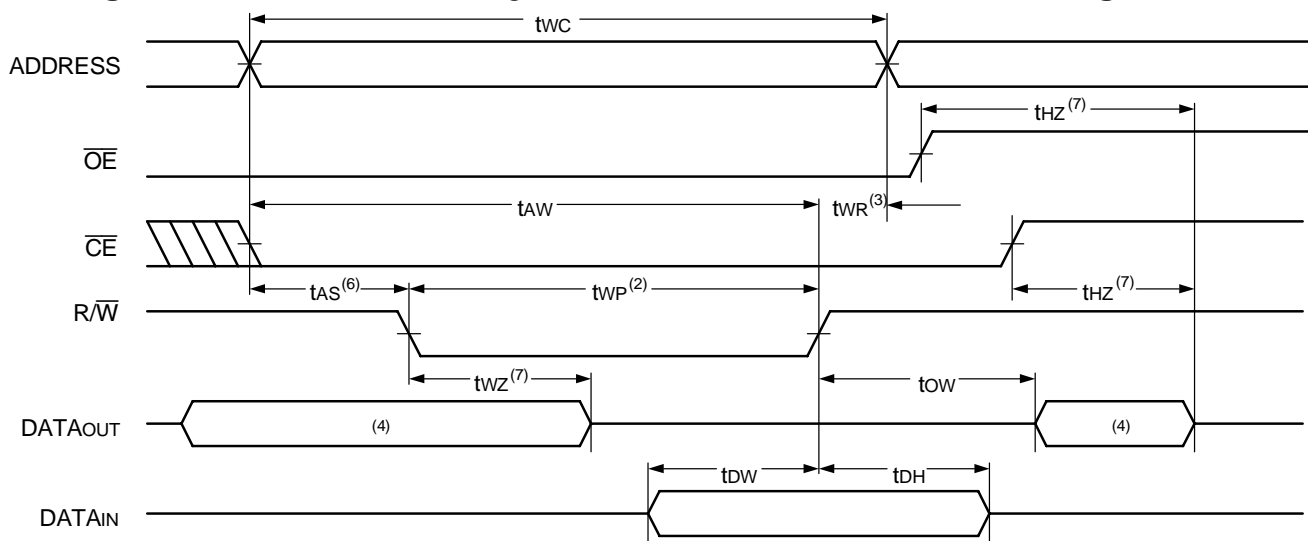 tWC
ADDRESS
tHZ(7)
OE
tAW
tWR(3)
CE
tAS(6)
tWP(2)
tHZ(7)
R/W
tWZ(7)
tOW
DATAOUT
(4)
(4)
tDW
tDH
DATAIN